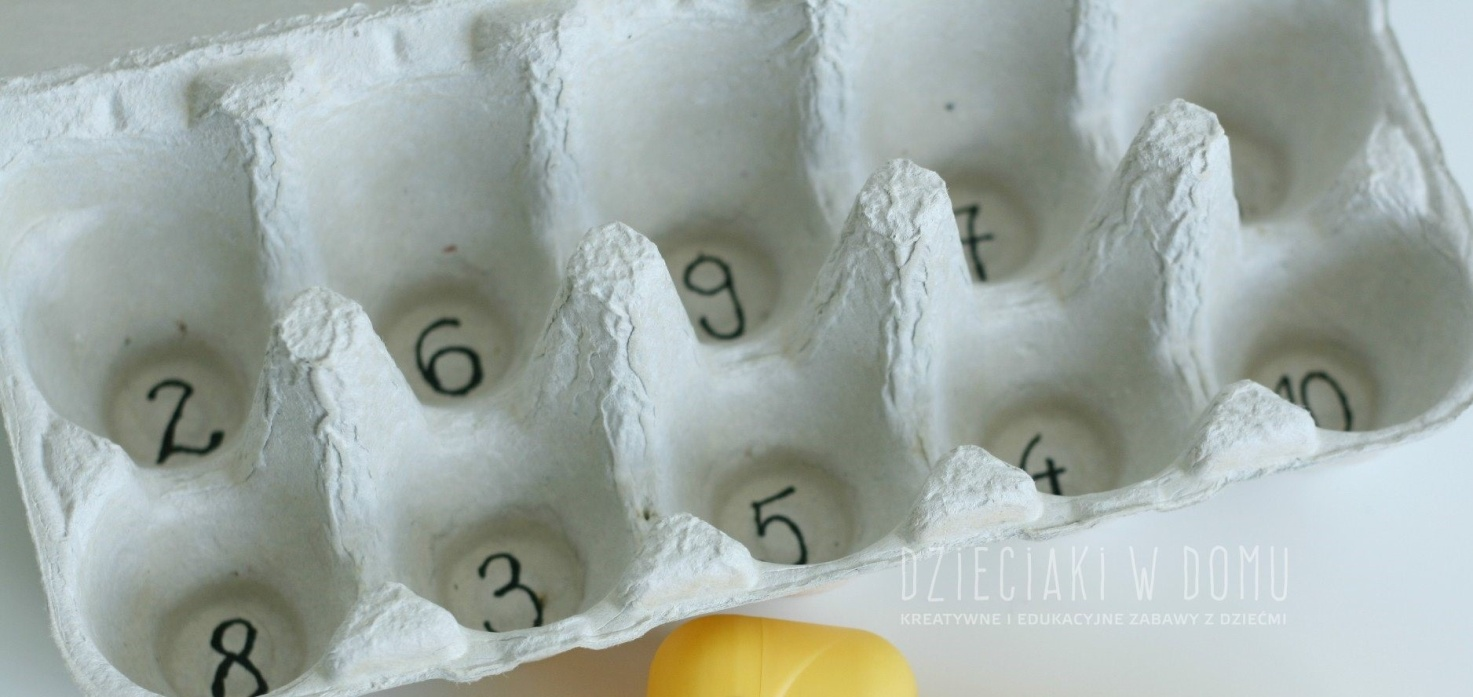 2 6 9 7
8 3 5 4 10
DZIECIAKI W DOMU
KREATYWNE I EDUKACYJNE ZABAWY Z DZIEĆMI